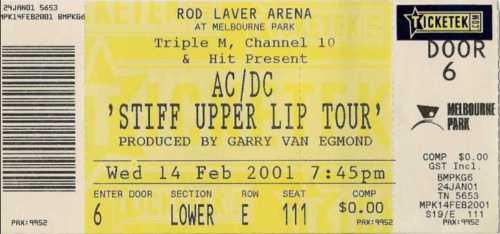 24JAN01 5653
MPK14FEB2001 BMPKG6
ROD LAVER ARENA
AT MELBOURNE PARK
Triple M, Channel 10
& Hit Present
AC/DC
'STIFF UPPER LIP TOUR'
PRODUCED BY GARRY VAN EGMOND
Wed 14 Feb 2001 7:45pm
ENTER DOOR SECTION ROW SEAT COMP
6 LOWER E 111 $0.00
PAX:9952 PAX:9952
TICKETEK.COM
DOOR
6
MELBOURNE
PARK
COMP $0.00
GST Incl.
BMPKG6
24JAN01
TN 5653
MPK14FEB2001
S19/E 111